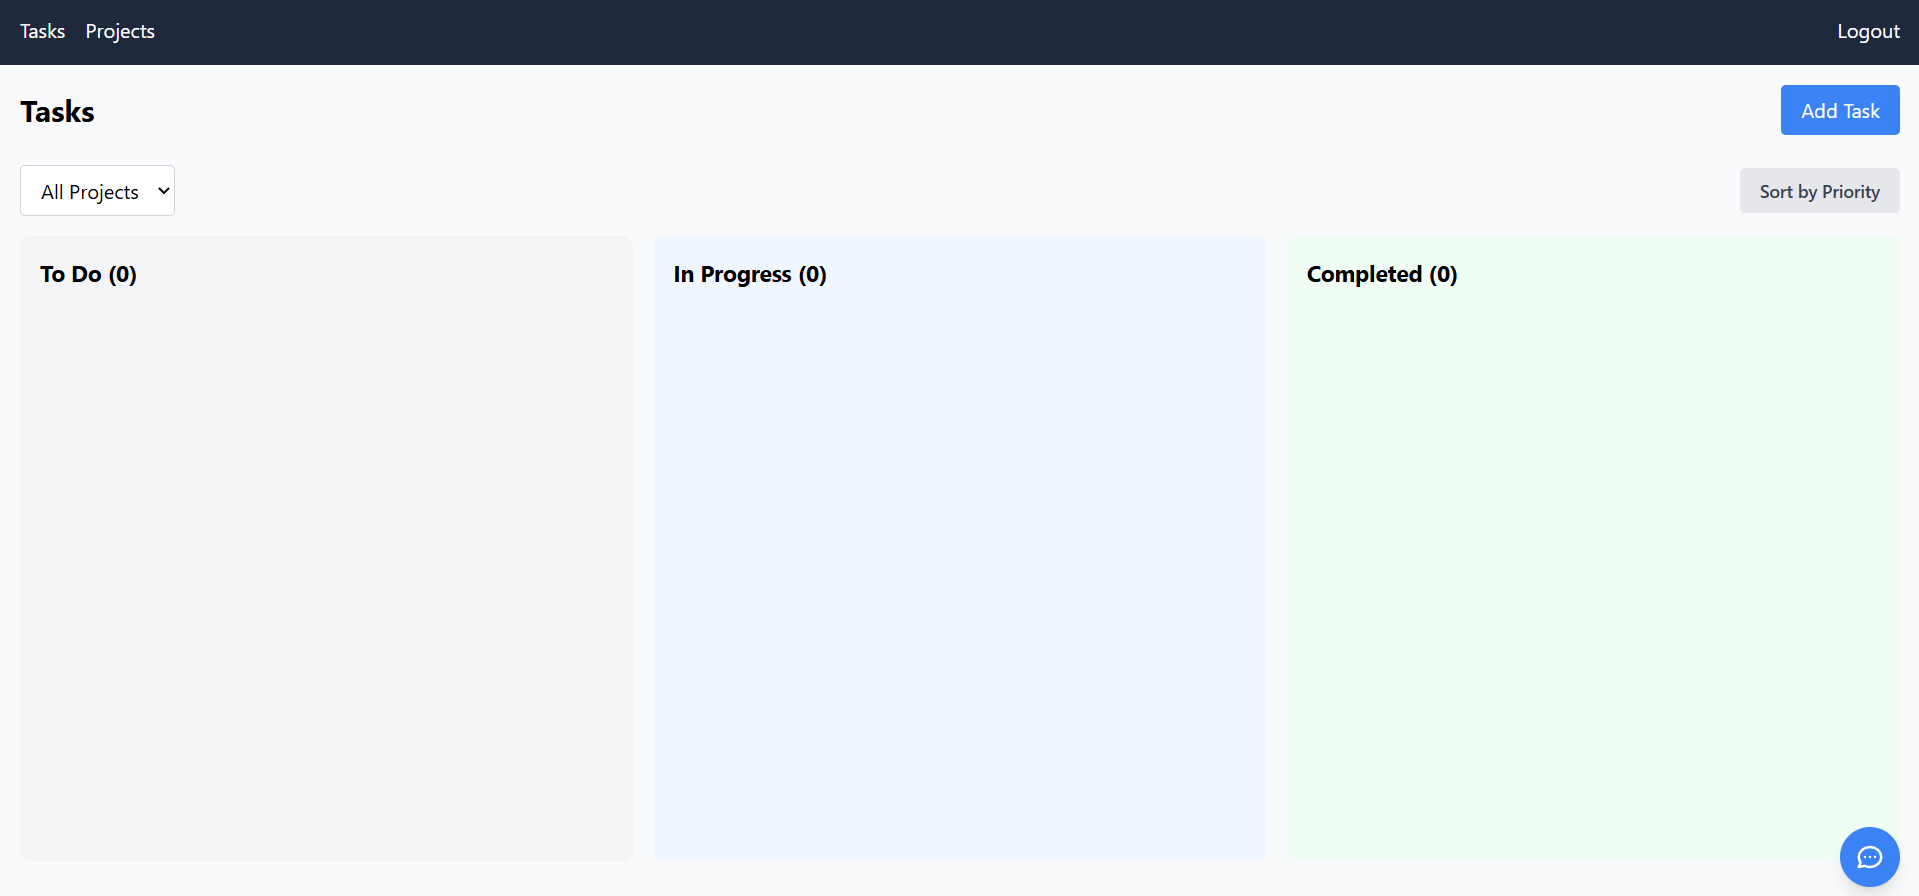 Tasks Projects Logout
Tasks
Add Task
All Projects
Sort by Priority
To Do (0)
In Progress (0)
Completed (0)